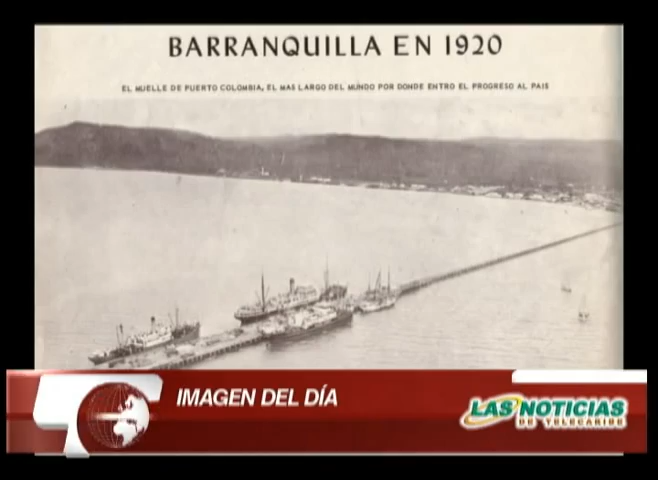 BARRANQUILLA EN 1920
EL MUELLE DE PUERTO COLOMBIA, EL MAS LARGO DEL MUNDO POR DONDE ENTRO EL PROGRESO AL PAIS
IMAGEN DEL DÍA
LAS NOTICIAS
DE TELECARIBE